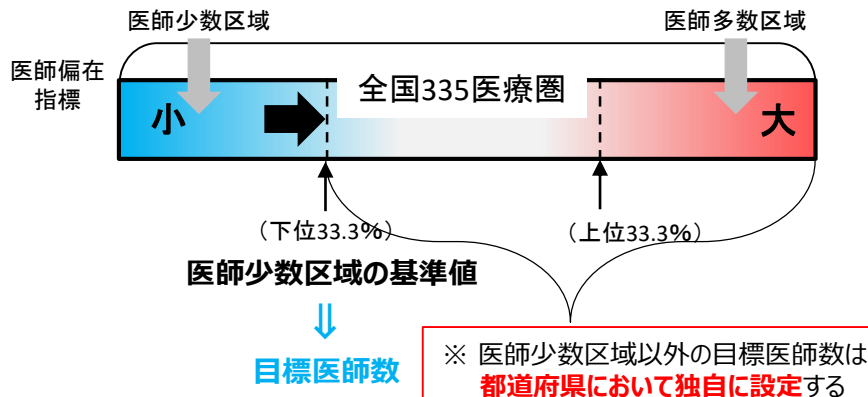 医師少数区域
医師多数区域
医師偏在
指標
全国335医療圏
小
大
（下位33.3%）
（上位33.3%）
医師少数区域の基準値
⇓
目標医師数
※ 医師少数区域以外の目標医師数は
都道府県において独自に設定する